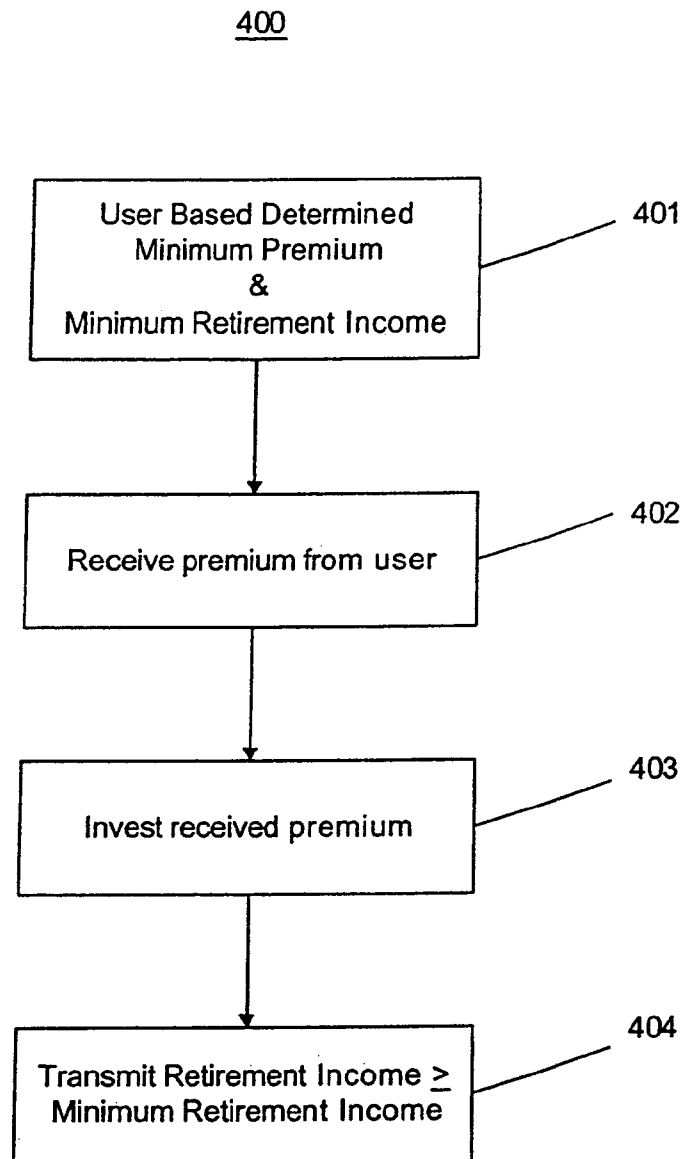 400
User Based Determined
Minimum Premium
&
Minimum Retirement Income
401
Receive premium from user
402
Invest received premium
403
Transmit Retirement Income ≥
Minimum Retirement Income
404